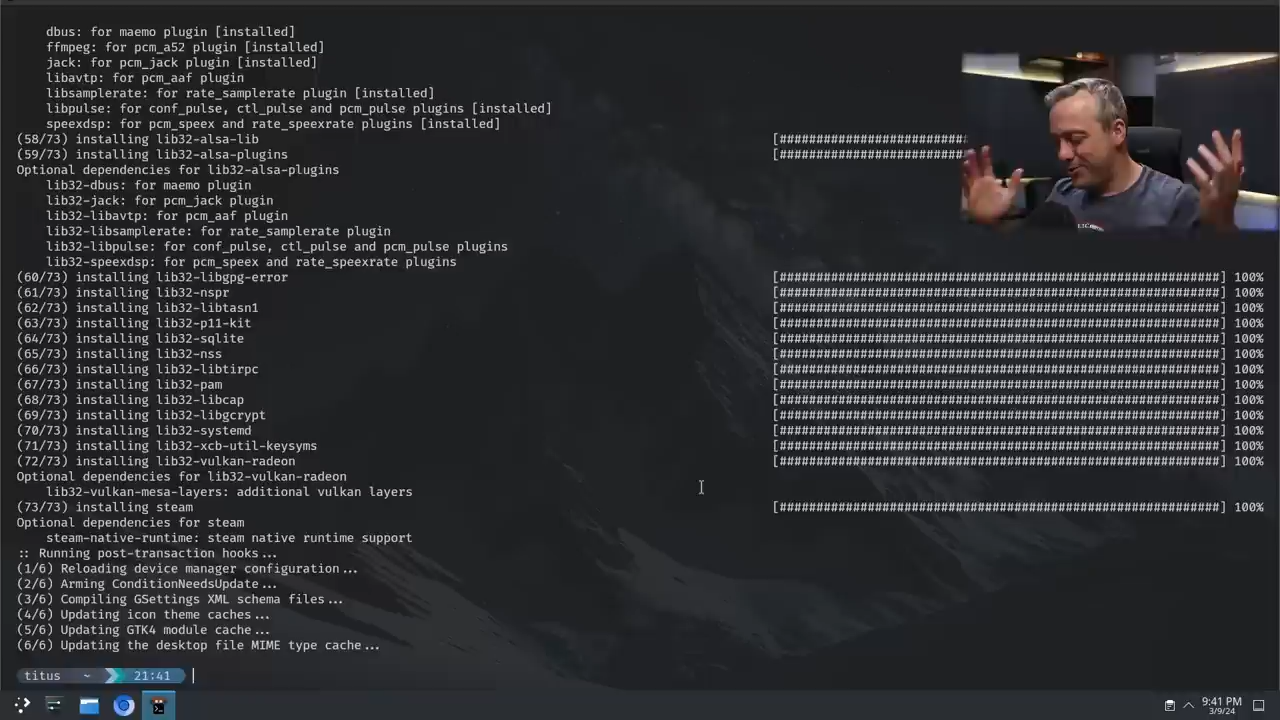 dbus: for maemo plugin [installed]
ffmpeg: for pcm_a52 plugin [installed]
jack: for pcm_jack plugin [installed]
libavtp: for pcm_aaf plugin
libsamplerate: for rate_samplerate plugin [installed]
libpulse: for conf_pulse, ctl_pulse and pcm_pulse plugins [installed]
speexdsp: for pcm_speex and rate_speexrate plugins [installed]
(58/73) installing lib32-alsa-lib [##########################
(59/73) installing lib32-alsa-plugins [##########################
Optional dependencies for lib32-alsa-plugins
lib32-dbus: for maemo plugin
lib32-jack: for pcm_jack plugin
lib32-libavtp: for pcm_aaf plugin
lib32-libsamplerate: for rate_samplerate plugin
lib32-libpulse: for conf_pulse, ctl_pulse and pcm_pulse plugins
lib32-speexdsp: for pcm_speex and rate_speexrate plugins
(60/73) installing lib32-libgpg-error [#############################################################] 100%
(61/73) installing lib32-nspr [#############################################################] 100%
(62/73) installing lib32-libtasn1 [#############################################################] 100%
(63/73) installing lib32-p11-kit [#############################################################] 100%
(64/73) installing lib32-sqlite [#############################################################] 100%
(65/73) installing lib32-nss [#############################################################] 100%
(66/73) installing lib32-libtirpc [#############################################################] 100%
(67/73) installing lib32-pam [#############################################################] 100%
(68/73) installing lib32-libcap [#############################################################] 100%
(69/73) installing lib32-libgcrypt [#############################################################] 100%
(70/73) installing lib32-systemd [#############################################################] 100%
(71/73) installing lib32-xcb-util-keysyms [#############################################################] 100%
(72/73) installing lib32-vulkan-radeon [#############################################################] 100%
Optional dependencies for lib32-vulkan-radeon
lib32-vulkan-mesa-layers: additional vulkan layers
(73/73) installing steam [#############################################################] 100%
Optional dependencies for steam
steam-native-runtime: steam native runtime support
:: Running post-transaction hooks...
(1/6) Reloading device manager configuration...
(2/6) Arming ConditionNeedsUpdate...
(3/6) Compiling GSettings XML schema files...
(4/6) Updating icon theme caches...
(5/6) Updating GTK4 module cache...
(6/6) Updating the desktop file MIME type cache...
titus ~ 21:41
9:41 PM
3/9/24